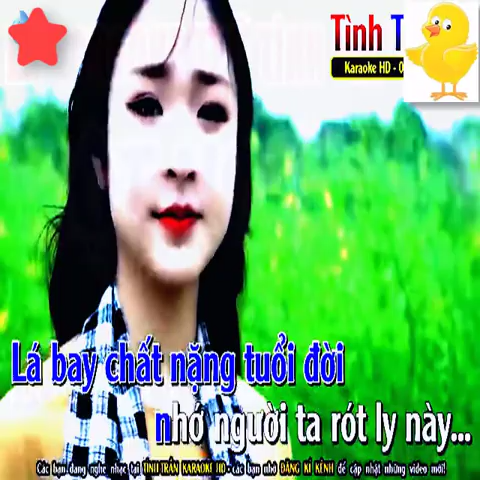 Tình T
Karaoke HD - 0
Lá bay chất nặng tuổi đời
nhớ người ta rót ly này...
Các bạn đang nghe nhạc tại TÌNH TRẦN KARAOKE HD - các bạn nhớ ĐĂNG KÍ KÊNH để cập nhật những video mới!